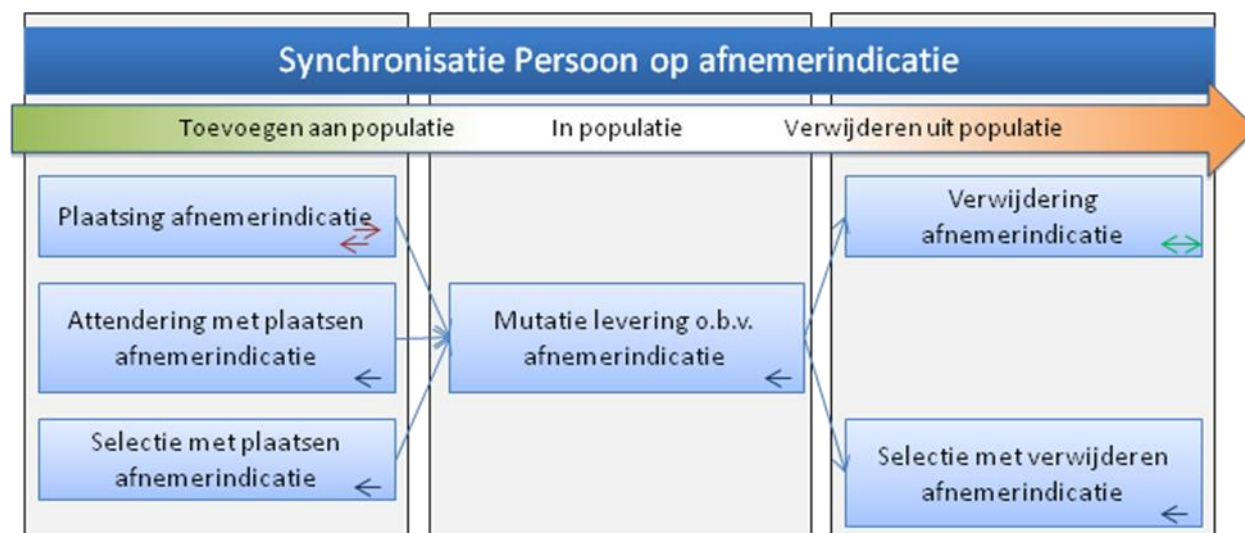 Synchronisatie Persoon op afnemerindicatie
Toevoegen aan populatie
In populatie
Verwijderen uit populatie
Plaatsing afnemerindicatie
Attendering met plaatsen
afnemerindicatie
Selectie met plaatsen
afnemerindicatie
Mutatie levering o.b.v.
afnemerindicatie
Verwijdering
afnemerindicatie
Selectie met verwijderen
afnemerindicatie